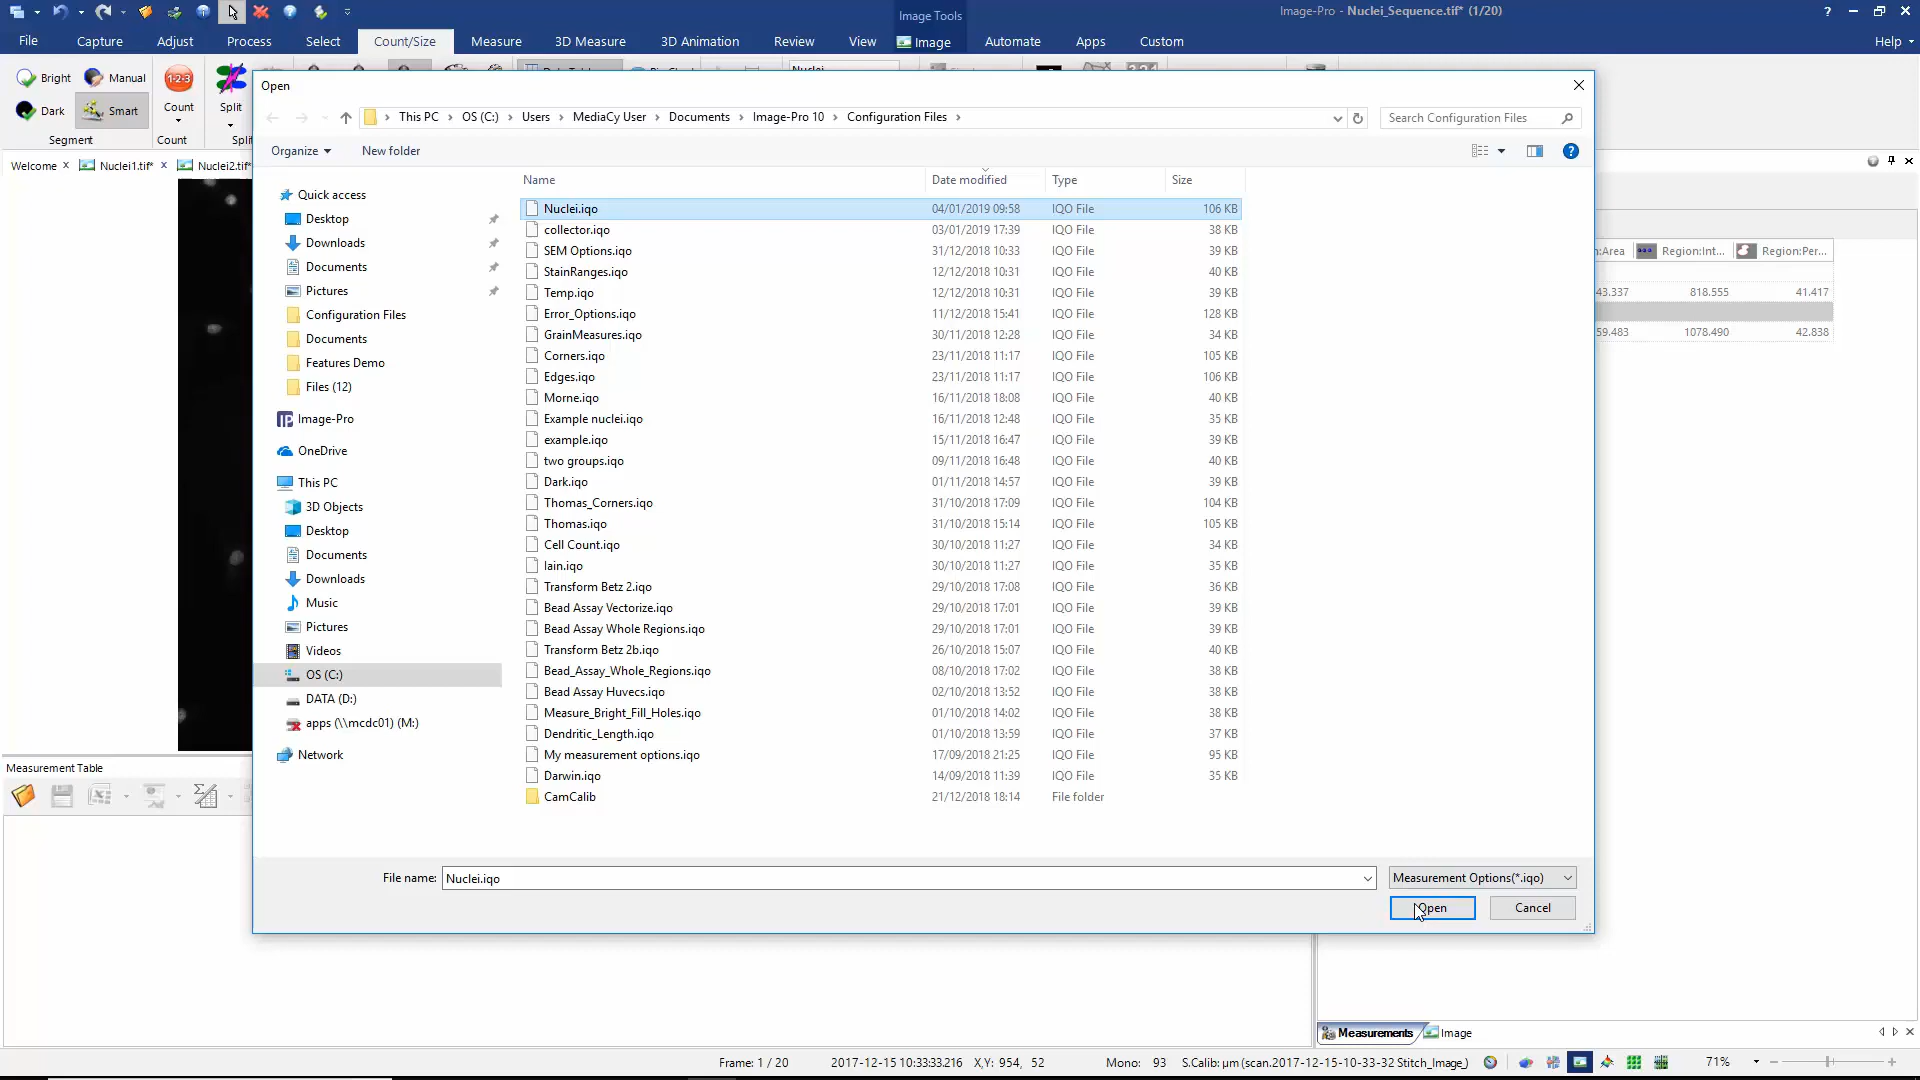 Image Tools
Image-Pro - Nuclei_Sequence.tif* (1/20)
File Capture Adjust Process Select Count/Size Measure 3D Measure 3D Animation Review View Image Automate Apps Custom Help
Bright Manual
Dark Smart
Count Split
Segment Count Split
Welcome Nuclei1.tif* Nuclei2.tif*
Open
This PC > OS (C:) > Users > MediaCy User > Documents > Image-Pro 10 > Configuration Files >
Search Configuration Files
Organize New folder
Name Date modified Type Size
Quick access
Desktop
Downloads
Documents
Pictures
Configuration Files
Documents
Features Demo
Files (12)
Image-Pro
OneDrive
This PC
3D Objects
Desktop
Documents
Downloads
Music
Pictures
Videos
OS (C:)
DATA (D:)
apps (\\mcdc01) (M:)
Network
Nuclei.iqo 04/01/2019 09:58 IQO File 106 KB
collector.iqo 03/01/2019 17:39 IQO File 38 KB
SEM Options.iqo 31/12/2018 10:33 IQO File 39 KB
StainRanges.iqo 12/12/2018 10:31 IQO File 40 KB
Temp.iqo 12/12/2018 10:31 IQO File 39 KB
Error_Options.iqo 11/12/2018 15:41 IQO File 128 KB
GrainMeasures.iqo 30/11/2018 12:28 IQO File 34 KB
Corners.iqo 23/11/2018 11:17 IQO File 105 KB
Edges.iqo 23/11/2018 11:17 IQO File 106 KB
Morne.iqo 16/11/2018 18:08 IQO File 40 KB
Example nuclei.iqo 16/11/2018 12:48 IQO File 35 KB
example.iqo 15/11/2018 16:47 IQO File 39 KB
two groups.iqo 09/11/2018 16:48 IQO File 40 KB
Dark.iqo 01/11/2018 14:57 IQO File 39 KB
Thomas_Corners.iqo 31/10/2018 17:09 IQO File 104 KB
Thomas.iqo 31/10/2018 15:14 IQO File 105 KB
Cell Count.iqo 30/10/2018 11:27 IQO File 34 KB
Iain.iqo 30/10/2018 11:27 IQO File 35 KB
Transform Betz 2.iqo 29/10/2018 17:08 IQO File 36 KB
Bead Assay Vectorize.iqo 29/10/2018 17:01 IQO File 39 KB
Bead Assay Whole Regions.iqo 29/10/2018 17:01 IQO File 39 KB
Transform Betz 2b.iqo 26/10/2018 15:07 IQO File 40 KB
Bead_Assay_Whole_Regions.iqo 08/10/2018 17:02 IQO File 38 KB
Bead Assay Huvecs.iqo 02/10/2018 13:52 IQO File 38 KB
Measure_Bright_Fill_Holes.iqo 01/10/2018 14:02 IQO File 38 KB
Dendritic_Length.iqo 01/10/2018 13:59 IQO File 37 KB
My measurement options.iqo 17/09/2018 21:25 IQO File 95 KB
Darwin.iqo 14/09/2018 11:39 IQO File 35 KB
CamCalib 21/12/2018 18:14 File folder
File name: Nuclei.iqo Measurement Options(*.iqo)
Open Cancel
n:Area Region:Int... Region:Per...
43.337 818.555 41.417
59.483 1078.490 42.838
Measurement Table
Measurements Image
Frame: 1 / 20 2017-12-15 10:33:33.216 X,Y: 954, 52 Mono: 93 S.Calib: µm (scan.2017-12-15-10-33-32 Stitch_Image_) 71%